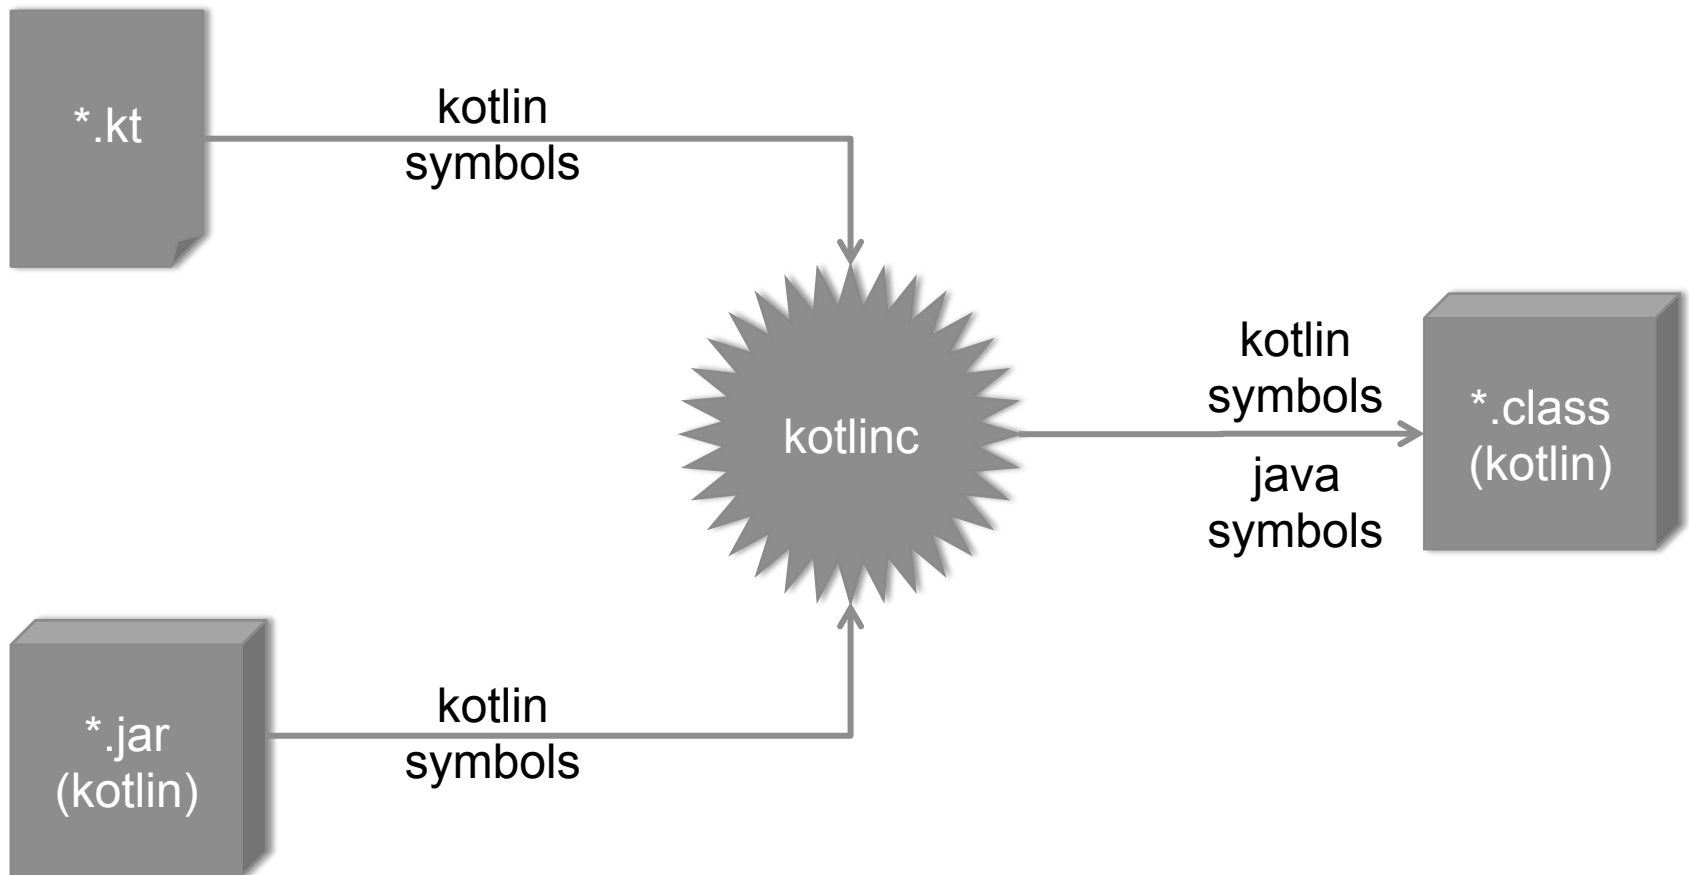 *.kt
kotlin
symbols
kotlinc
kotlin
symbols
java
symbols
*.class
(kotlin)
*.jar
(kotlin)
kotlin
symbols